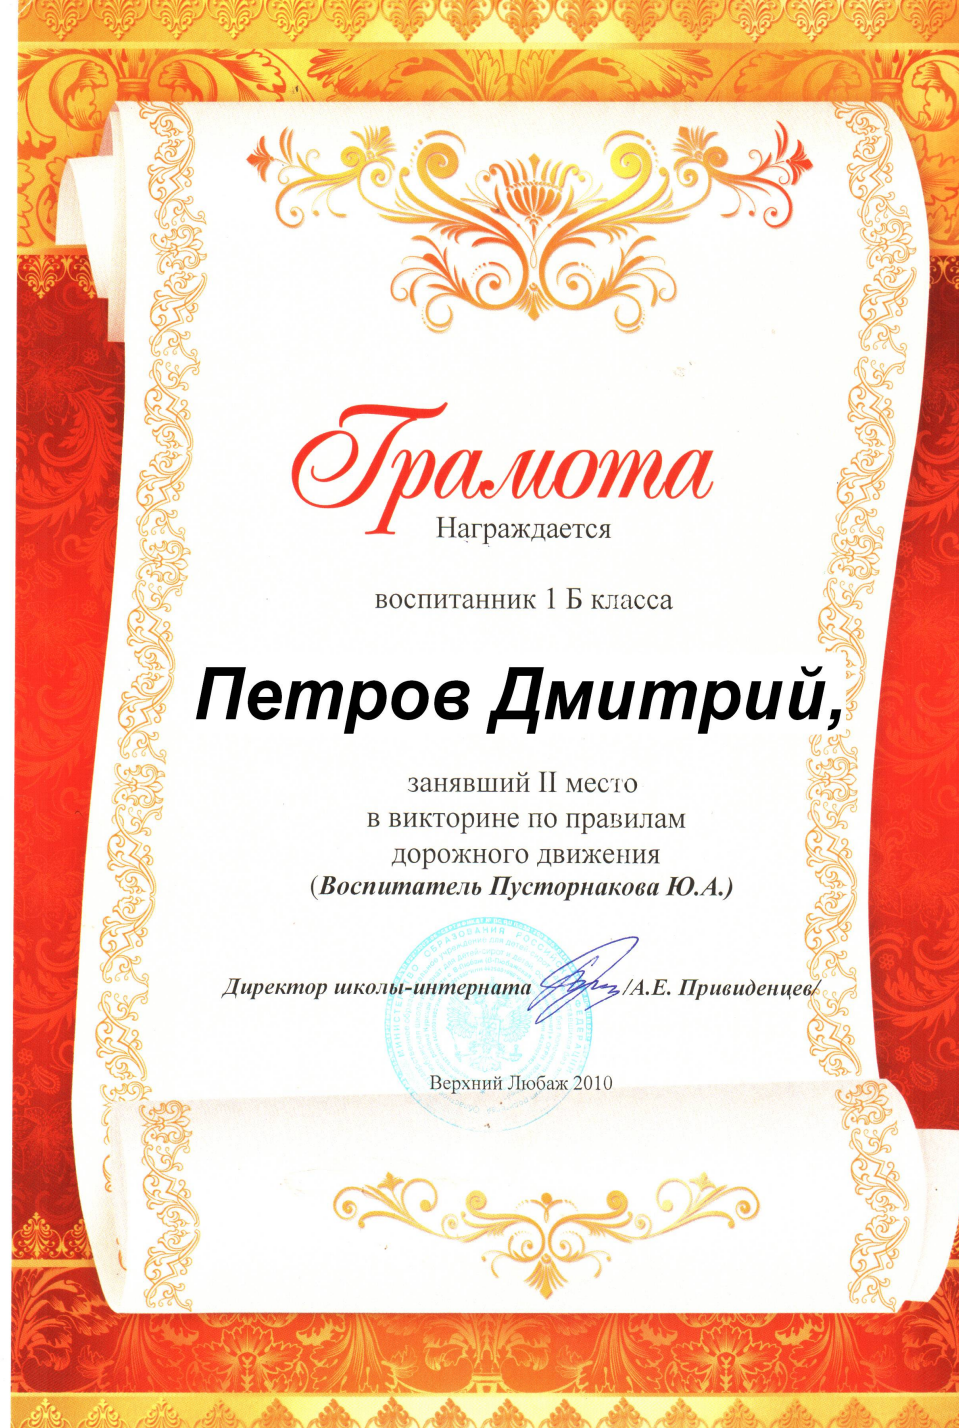 Грамота
Награждается
воспитанник 1 Б класса
Петров Дмитрий,
занявший II место
в викторине по правилам
дорожного движения
(Воспитатель Пусторнакова Ю.А.)
Директор школы-интерната /А.Е. Привиденцев/
Верхний Любаж 2010